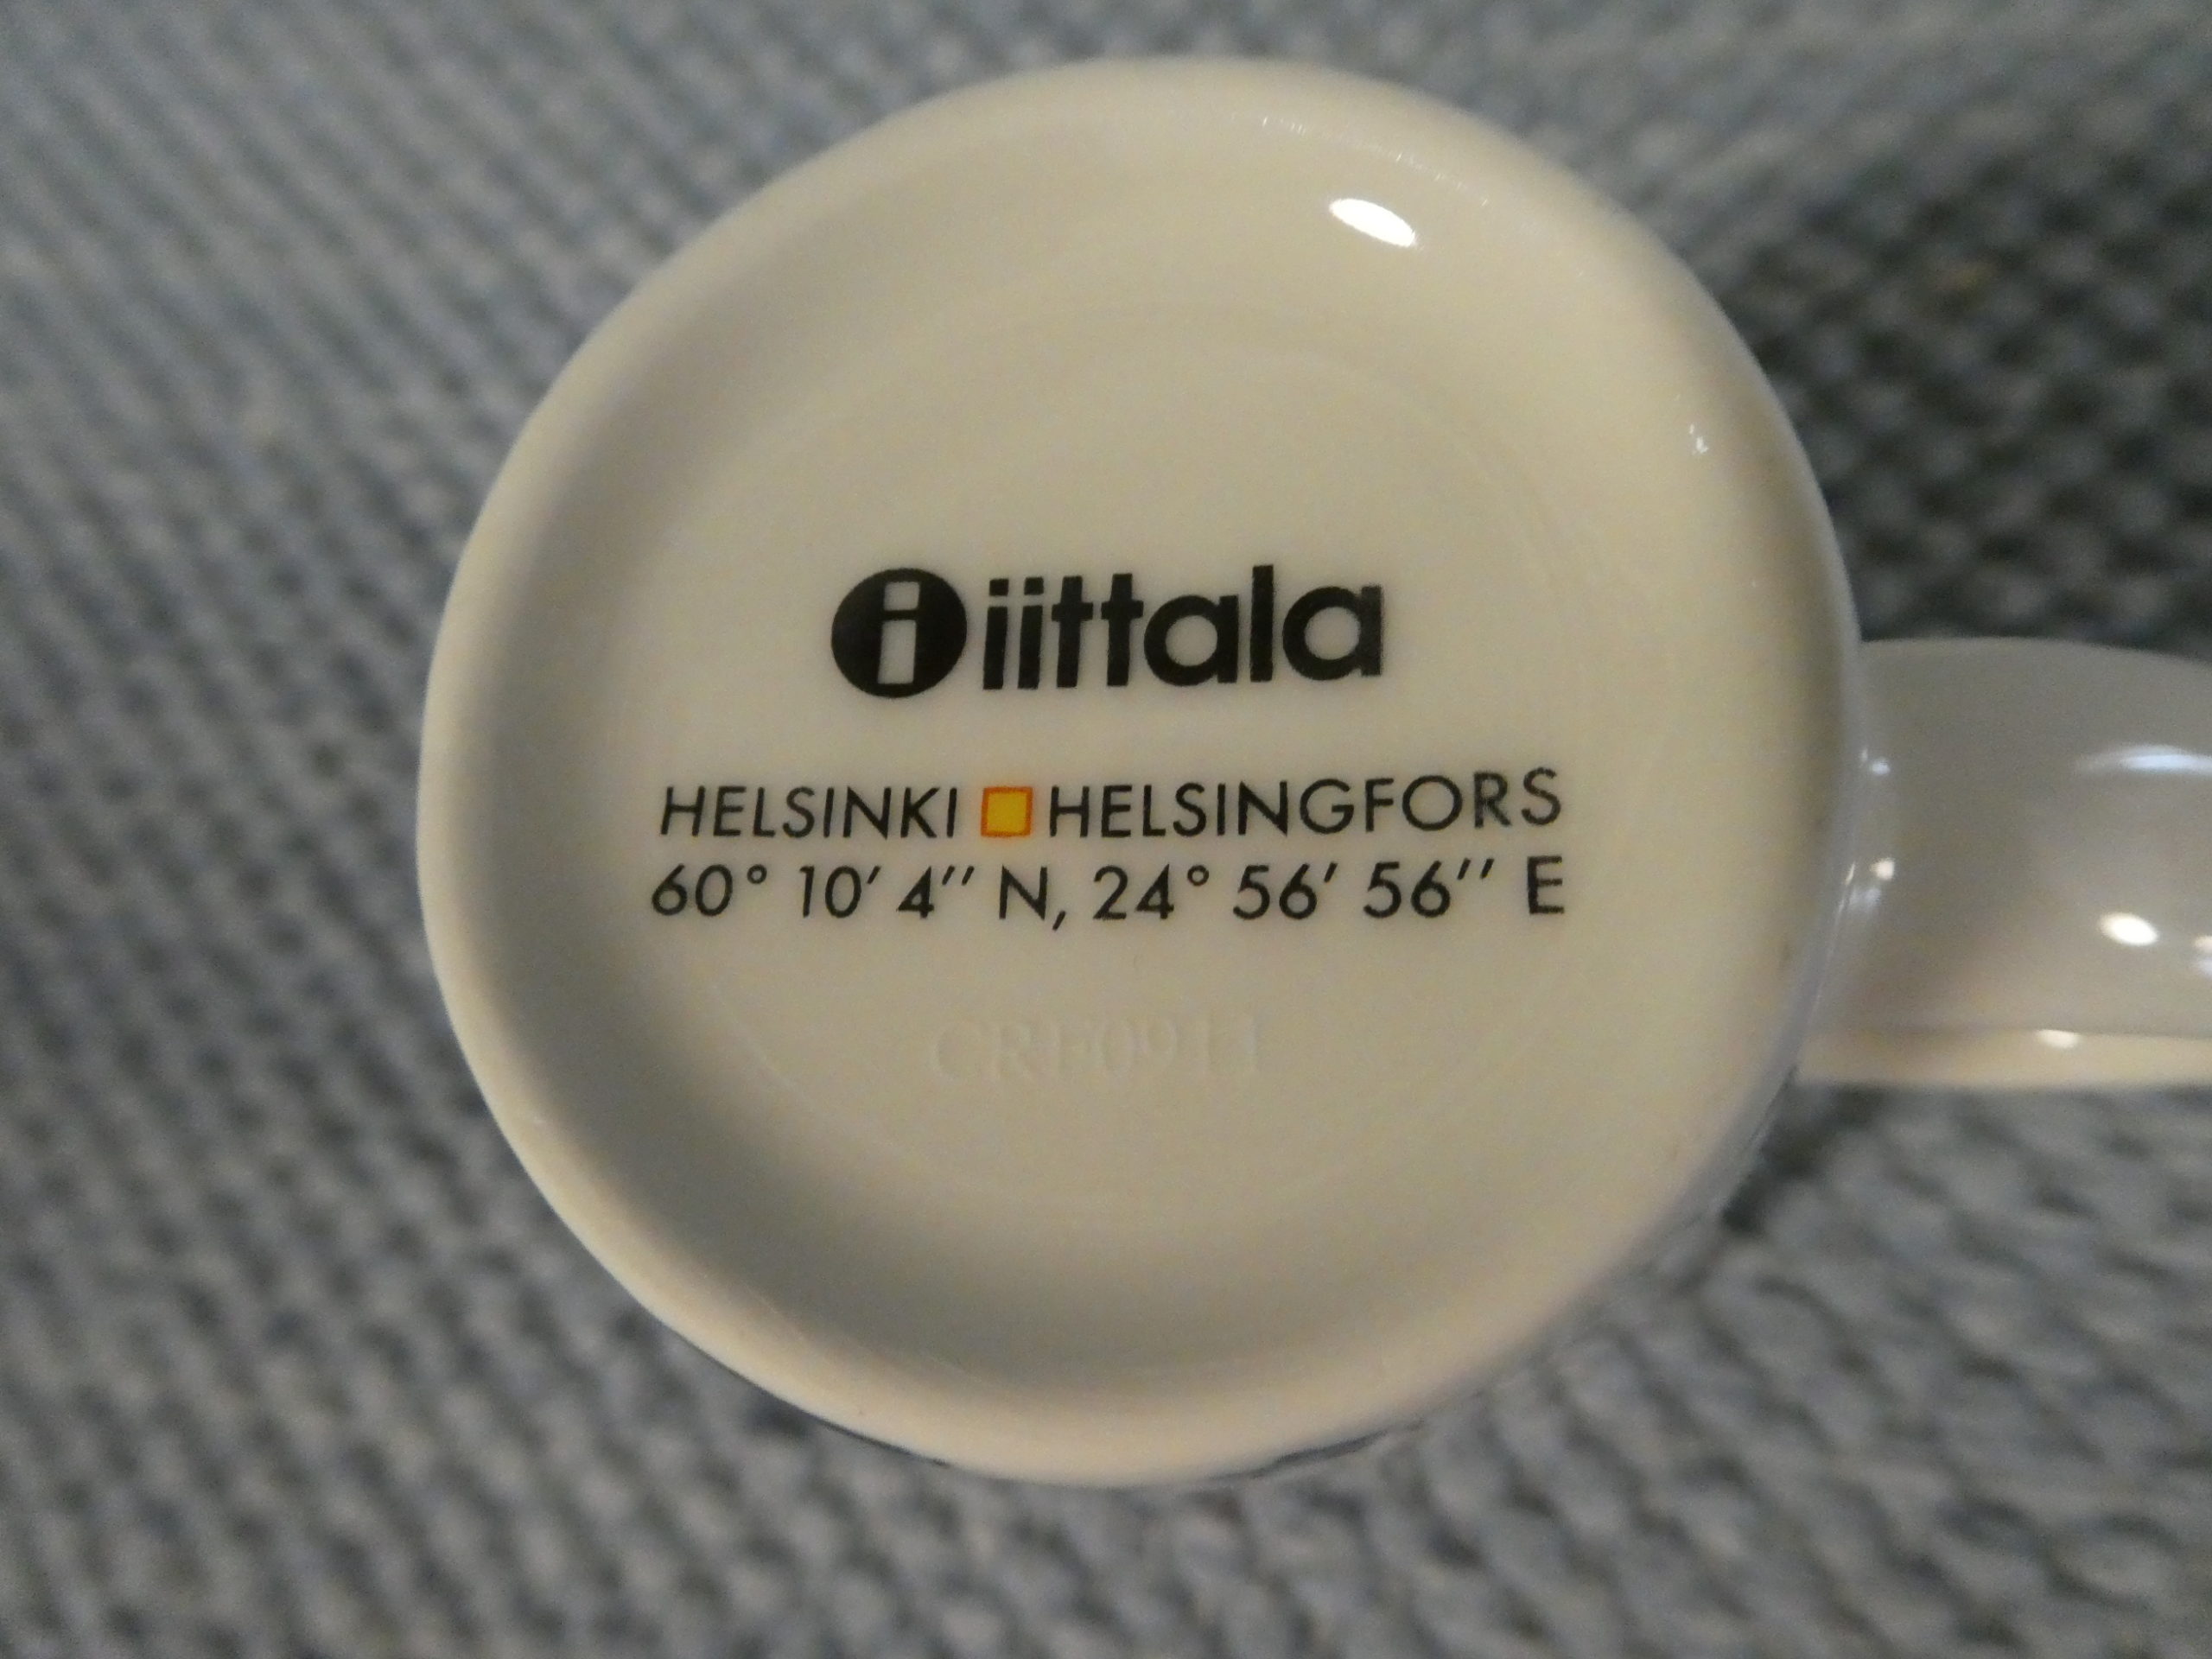 i iittala
HELSINKI HELSINGFORS
60° 10′ 4″ N, 24° 56′ 56″ E